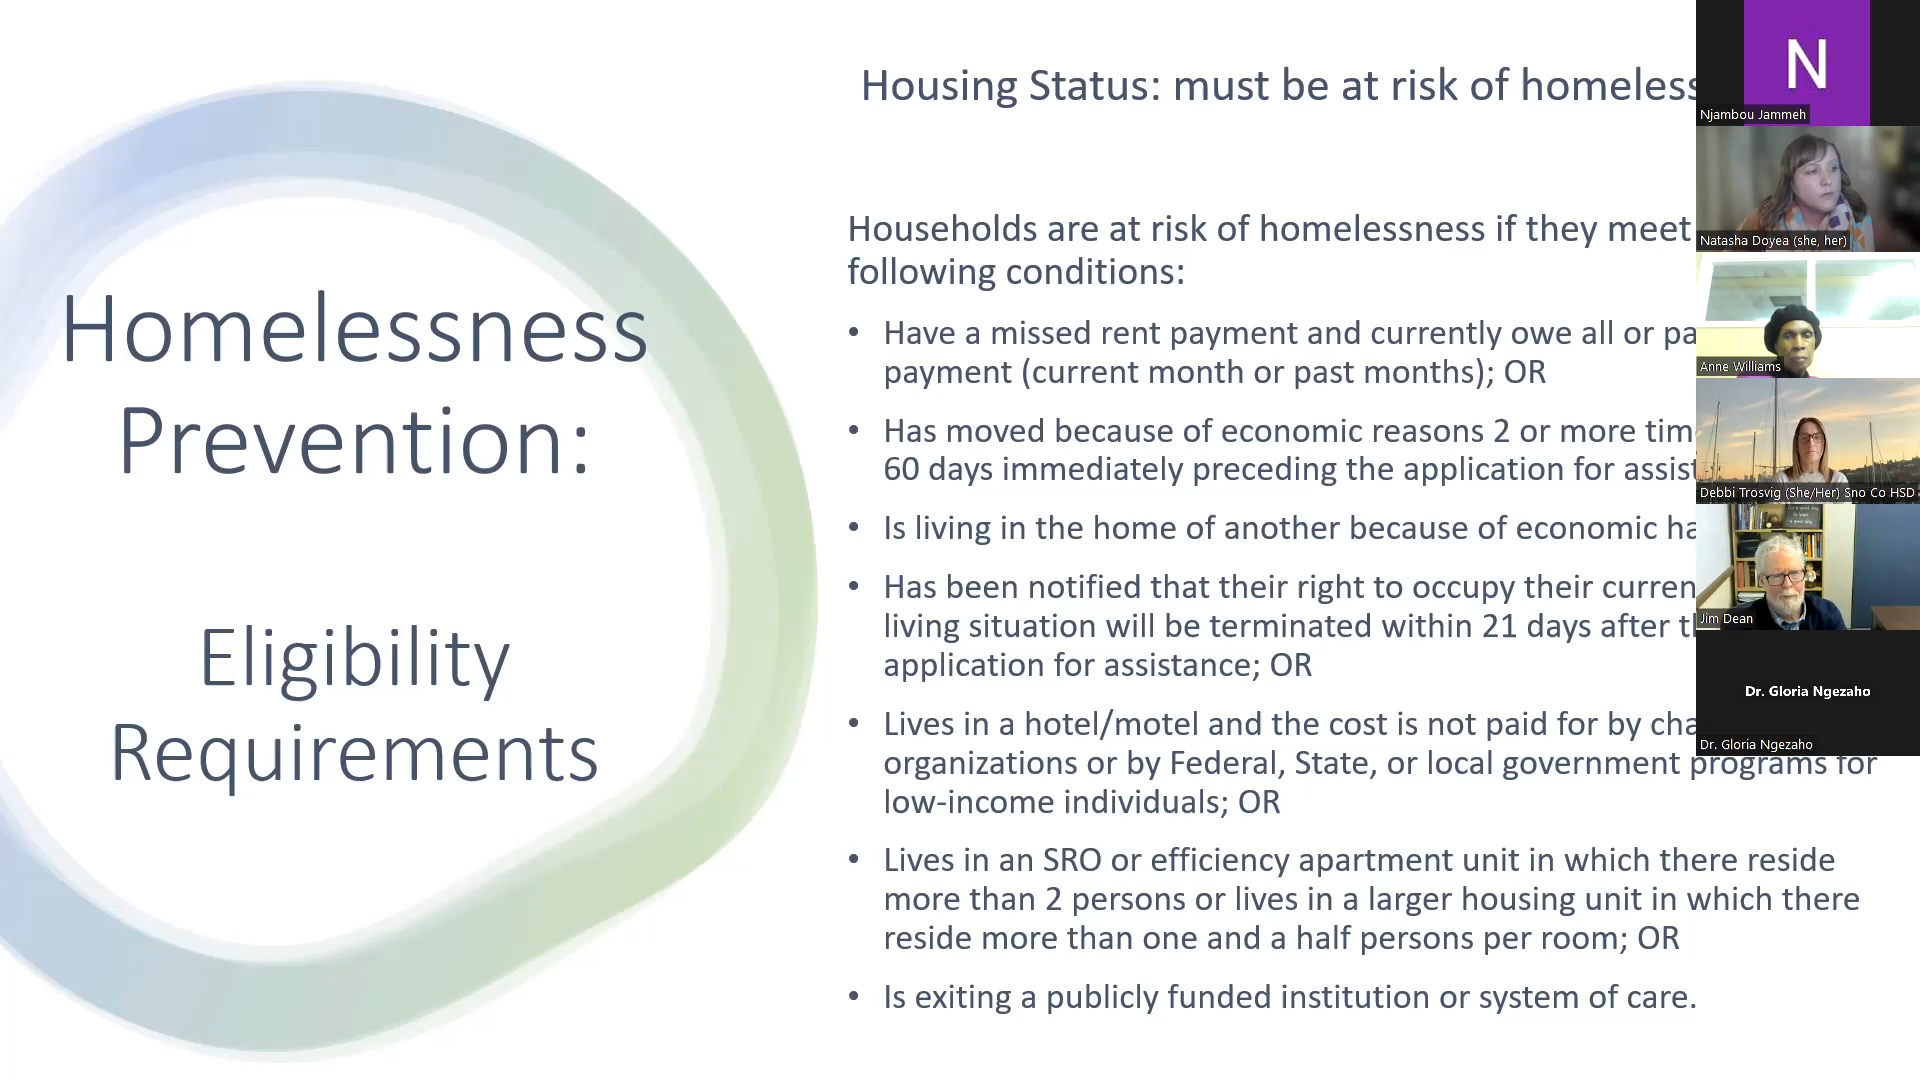 Homelessness
Prevention:
Eligibility
Requirements
Housing Status: must be at risk of homeless
Households are at risk of homelessness if they meet
following conditions:
• Have a missed rent payment and currently owe all or pa
payment (current month or past months); OR
• Has moved because of economic reasons 2 or more tim
60 days immediately preceding the application for assist
• Is living in the home of another because of economic ha
• Has been notified that their right to occupy their curren
living situation will be terminated within 21 days after t
application for assistance; OR
• Lives in a hotel/motel and the cost is not paid for by cha
organizations or by Federal, State, or local government programs for
low-income individuals; OR
• Lives in an SRO or efficiency apartment unit in which there reside
more than 2 persons or lives in a larger housing unit in which there
reside more than one and a half persons per room; OR
• Is exiting a publicly funded institution or system of care.
N
Njambou Jammeh
Natasha Doyea (she, her)
Anne Williams
Debbi Trosvig (She/Her) Sno Co HSD
Jim Dean
Dr. Gloria Ngezaho
Dr. Gloria Ngezaho